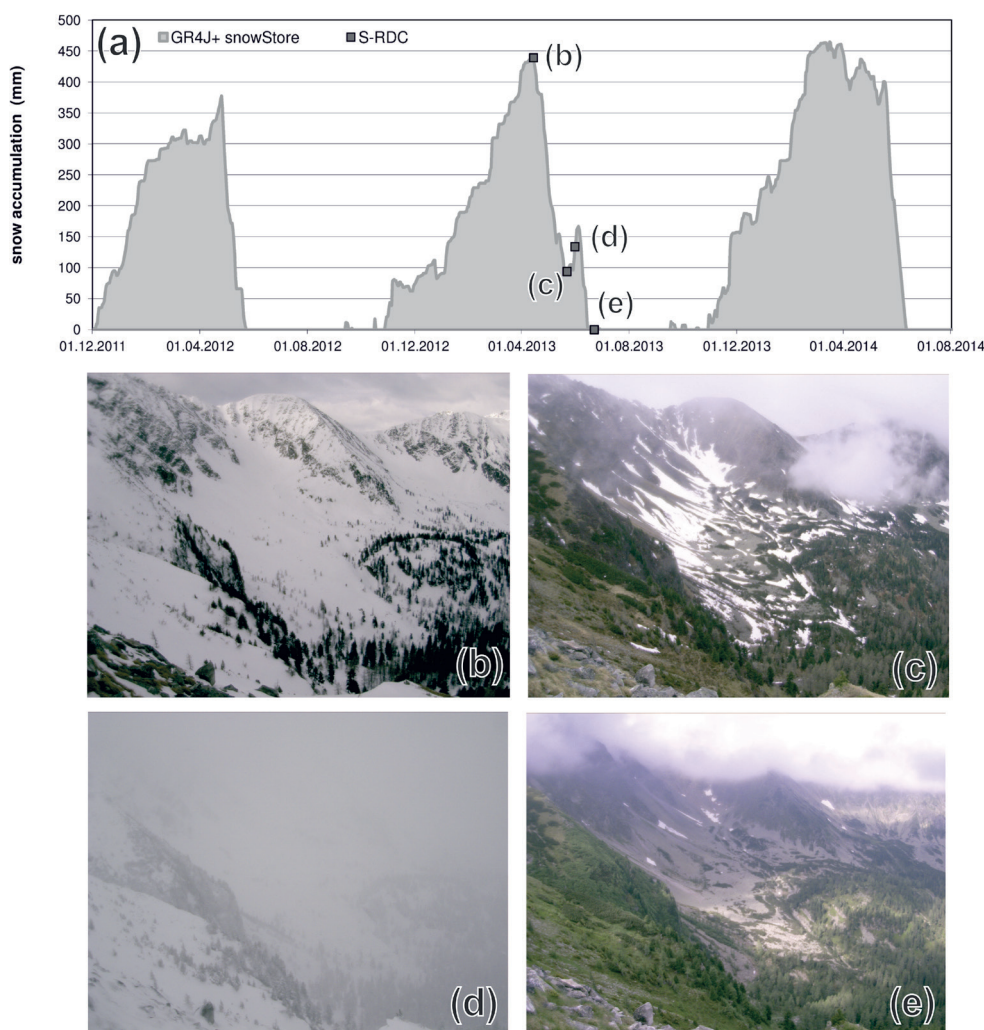 500
(a)
GR4J+ snowStore
S-RDC
450
(b)
400
350
300
snow accumulation (mm)
250
200
150
(d)
100
(c)
50
(e)
0
01.12.2011 01.04.2012 01.08.2012 01.12.2012 01.04.2013 01.08.2013 01.12.2013 01.04.2014 01.08.2014
(b)
(c)
(d)
(e)